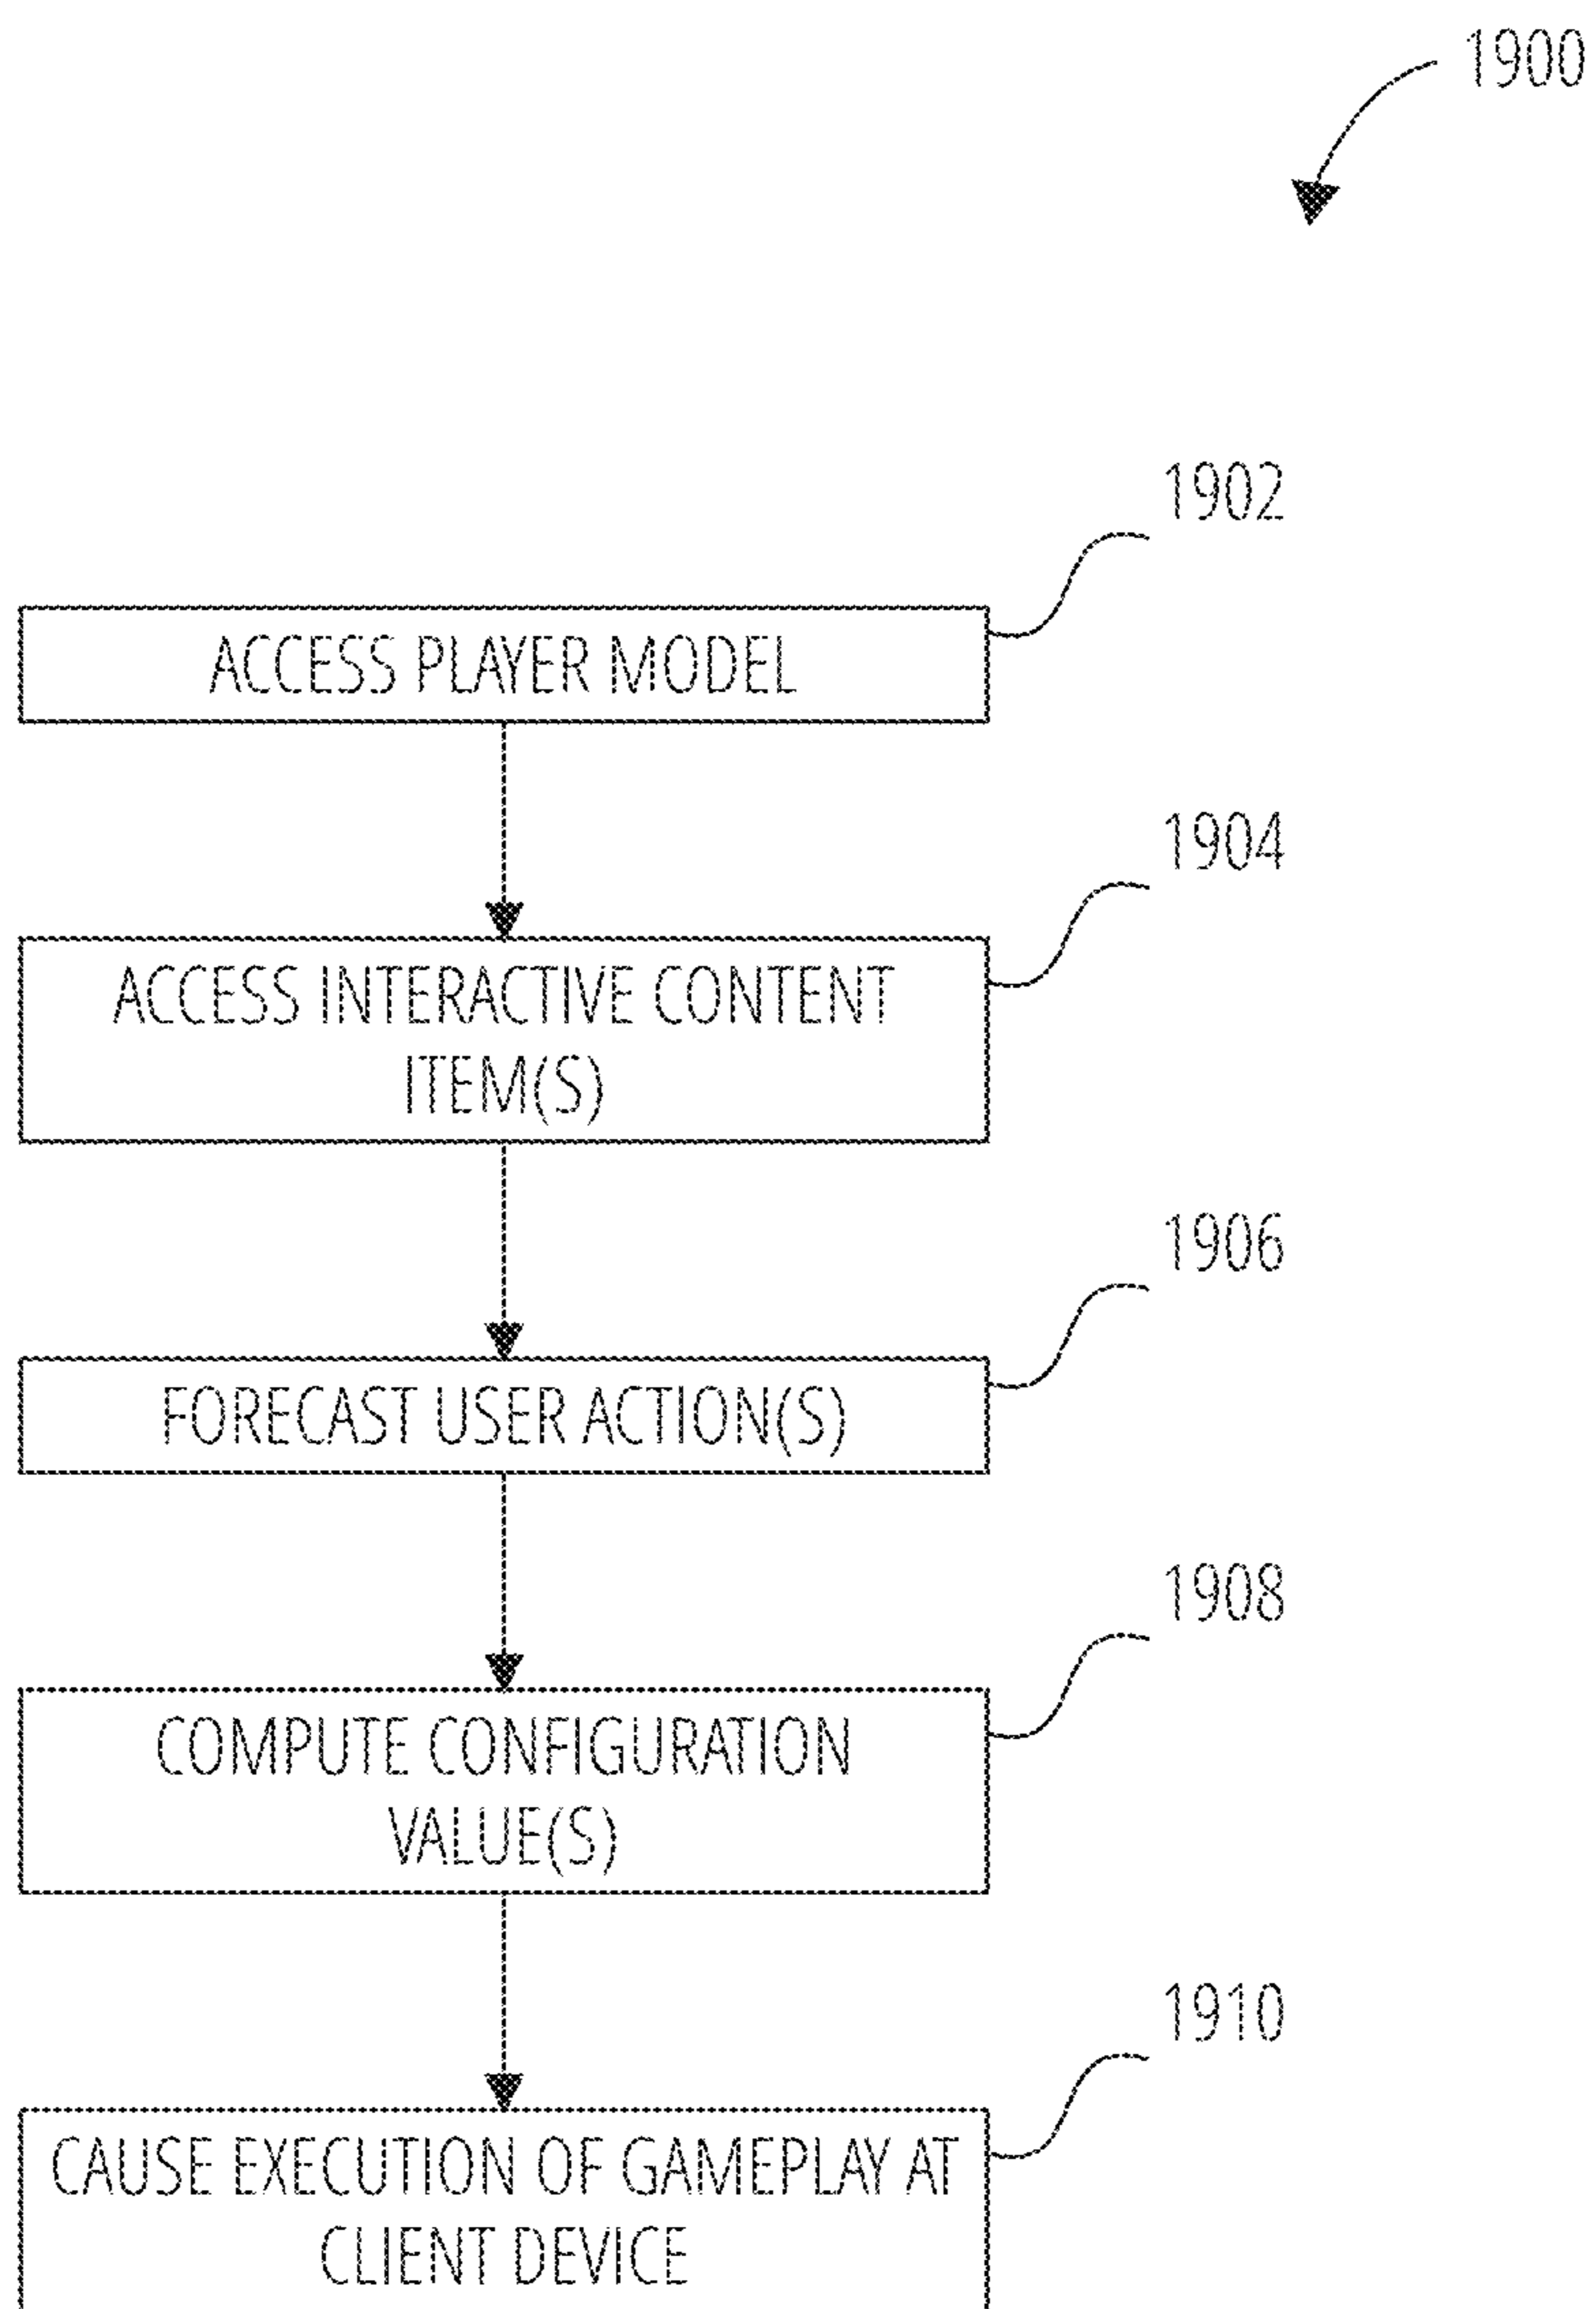 1900
1902
ACCESS PLAYER MODEL
1904
ACCESS INTERACTIVE CONTENT
ITEM(S)
1906
FORECAST USER ACTION(S)
1908
COMPUTE CONFIGURATION
VALUE(S)
1910
CAUSE EXECUTION OF GAMEPLAY AT
CLIENT DEVICE